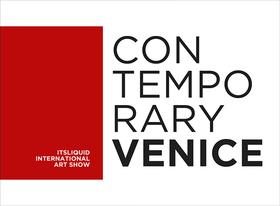 ITSLIQUID
INTERNATIONAL
ART SHOW
CON
TEMPO
RARY
VENICE